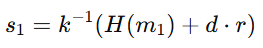 s₁ = k⁻¹(H(m₁) + d · r)